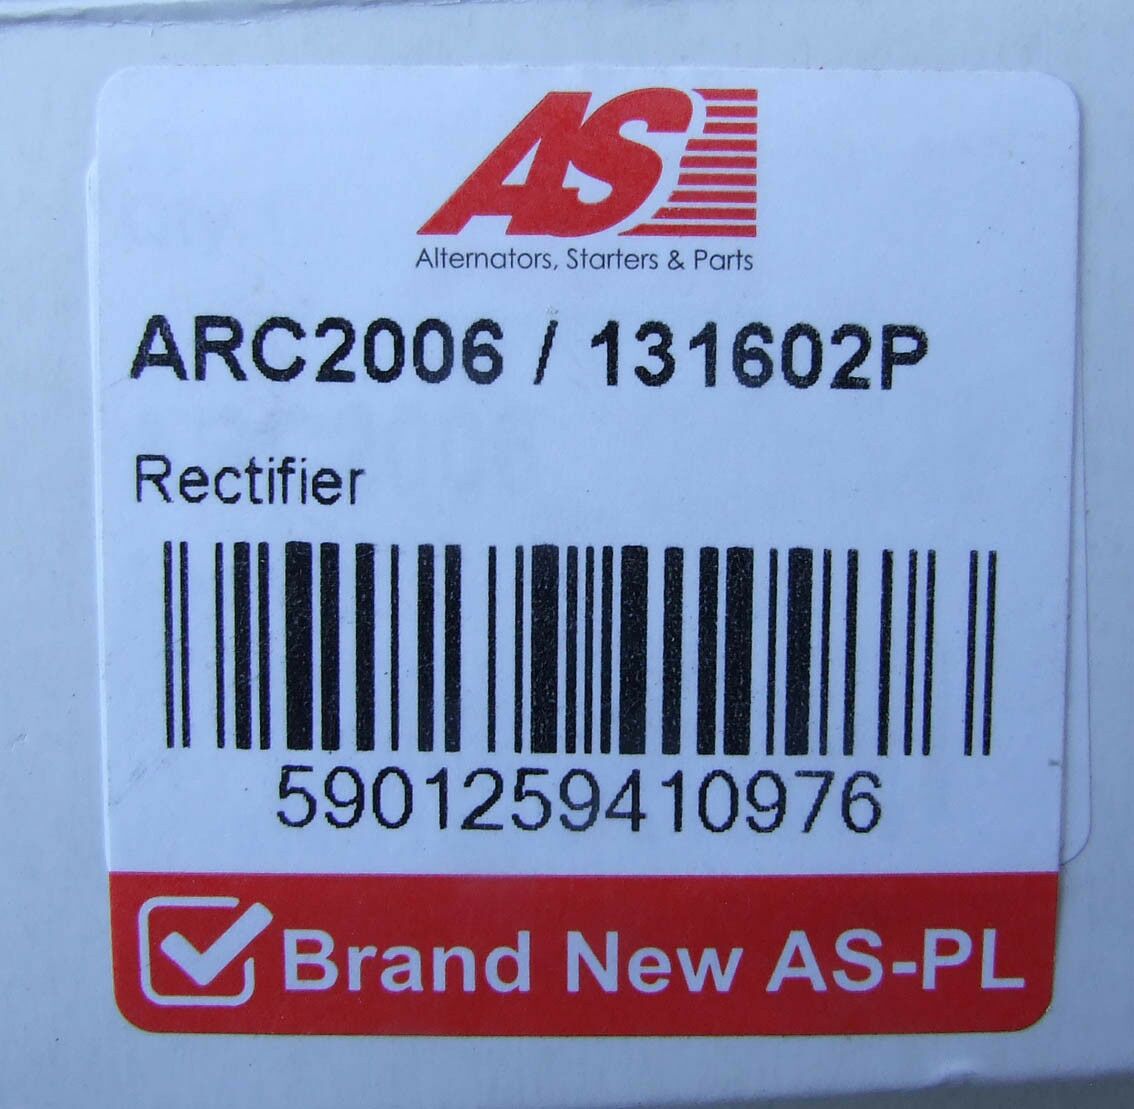 AS
Alternators, Starters & Parts
ARC2006 / 131602P
Rectifier
5901259410976
Brand New AS-PL